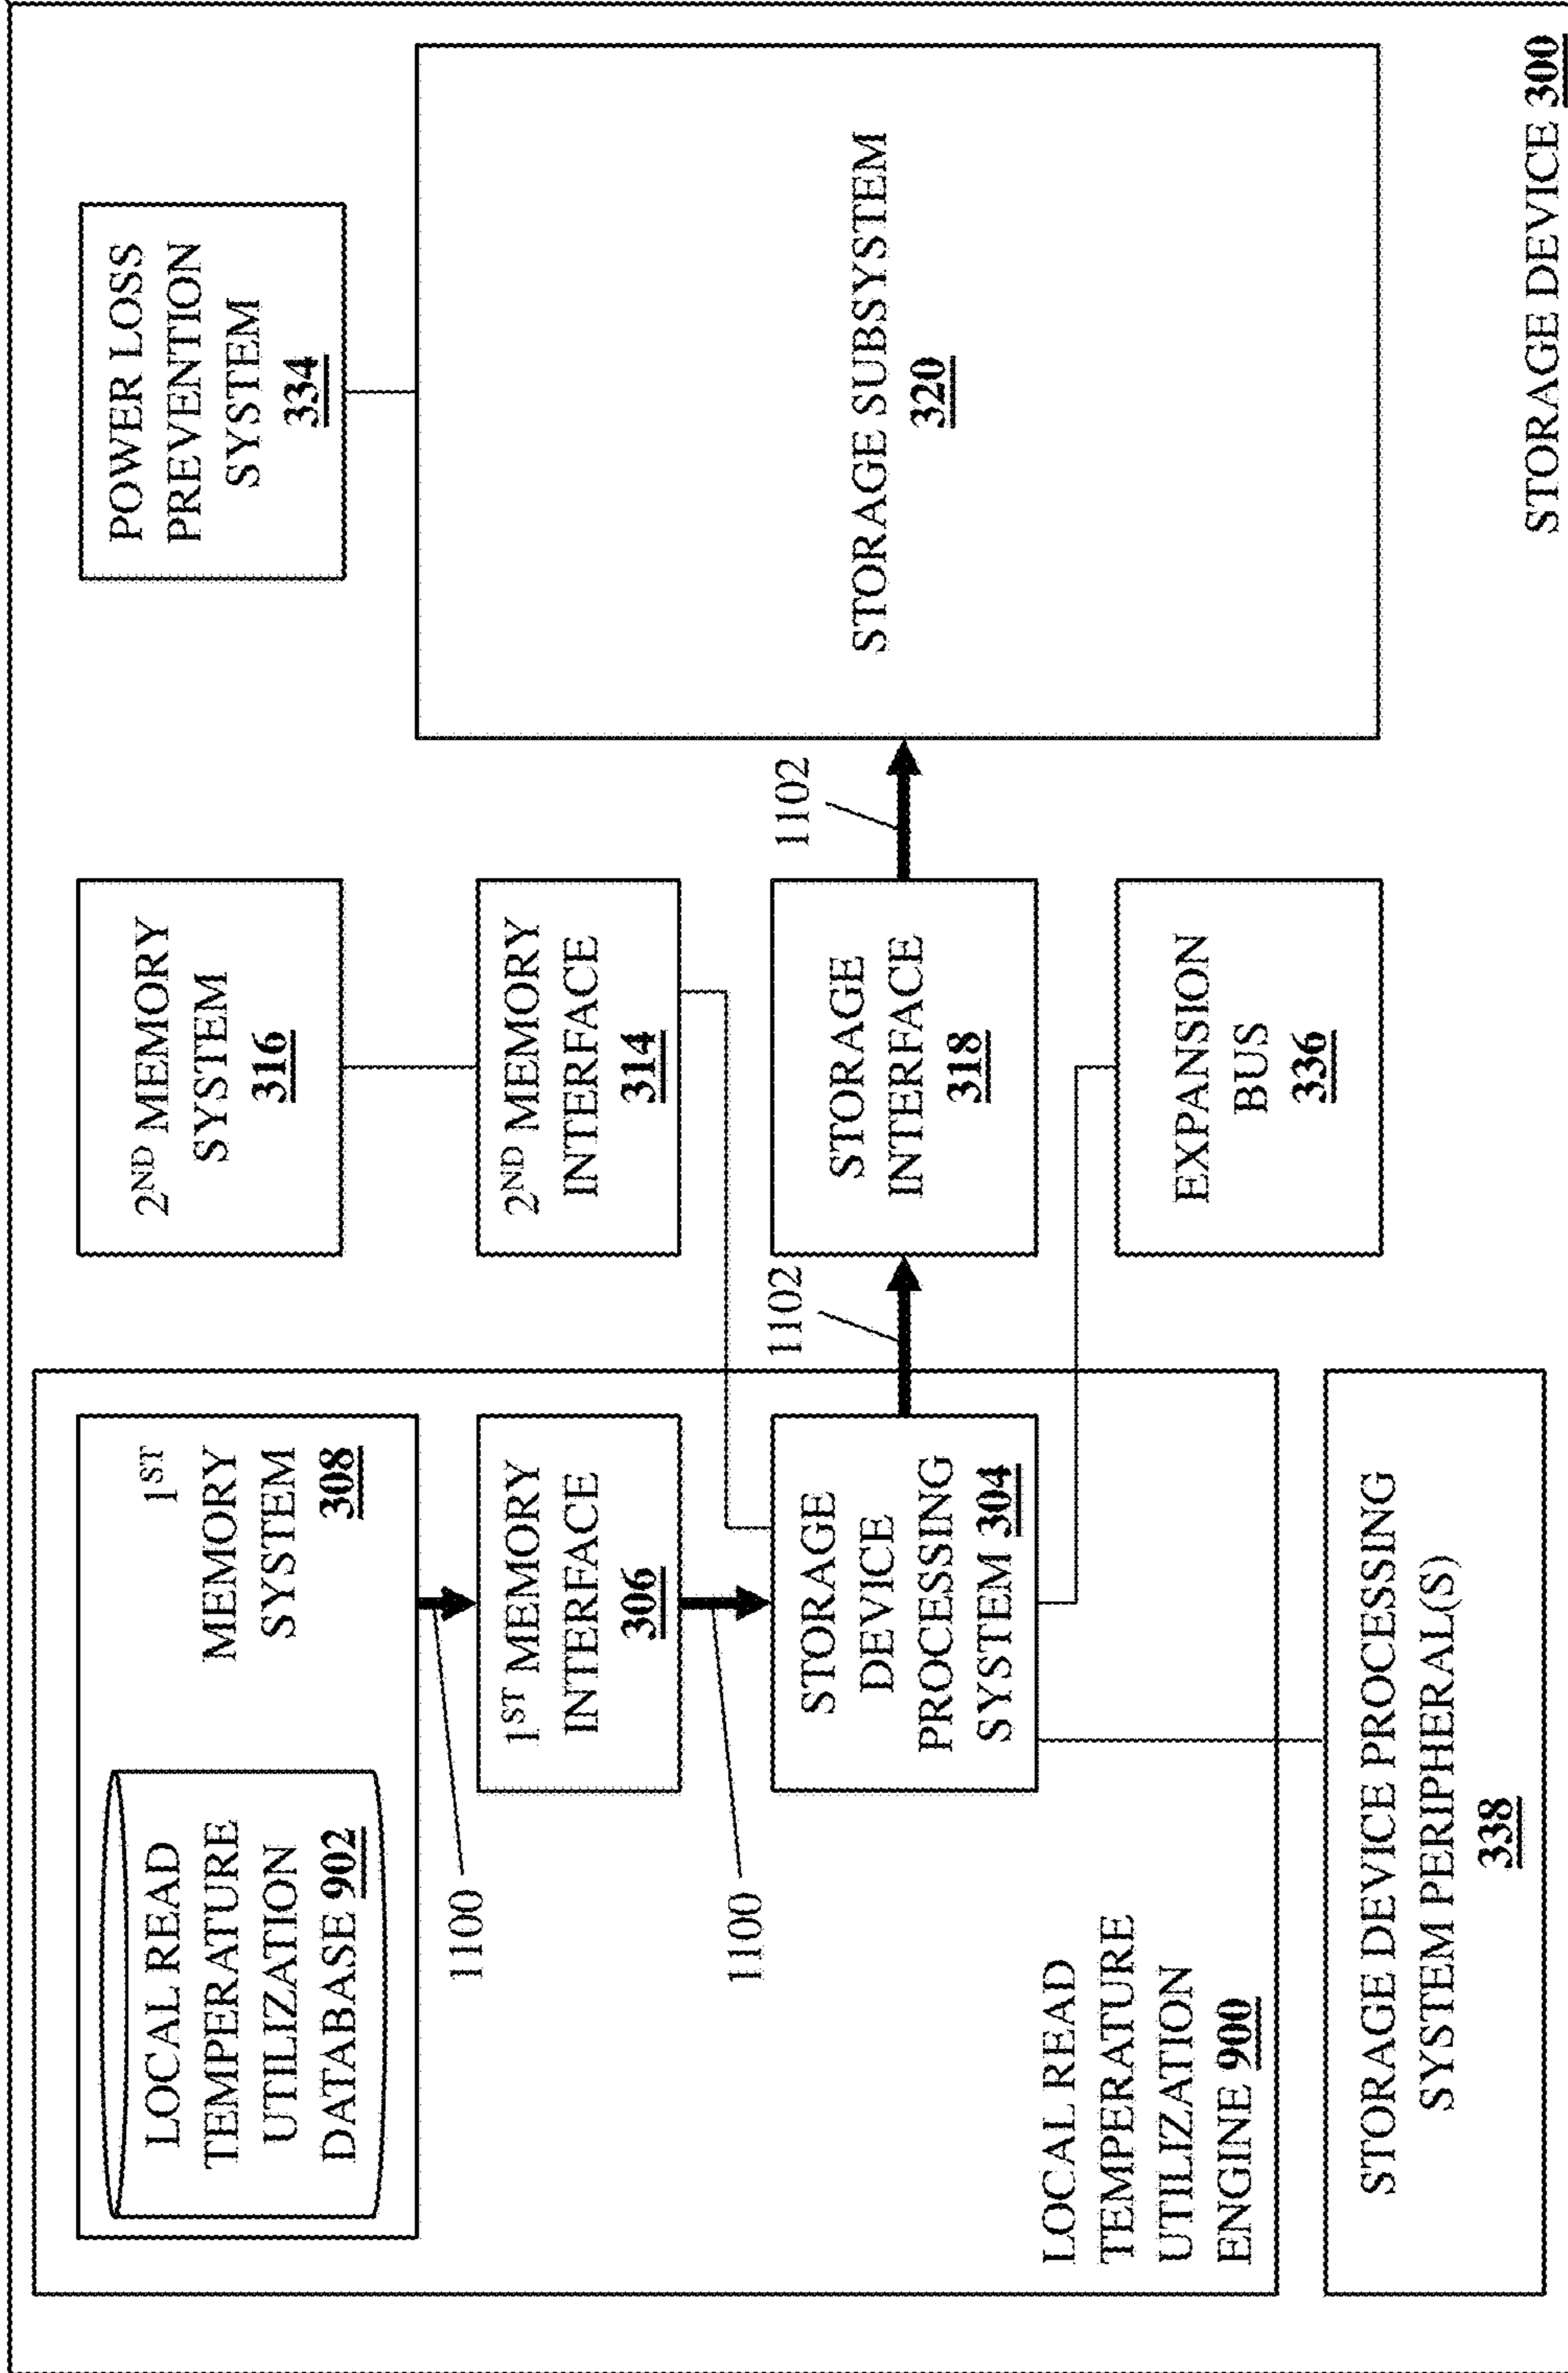 LOCAL READ
TEMPERATURE
UTILIZATION
DATABASE 902
1ST
MEMORY
SYSTEM
308
1100
1ST MEMORY
INTERFACE
306
1100
STORAGE
DEVICE
PROCESSING
SYSTEM 304
LOCAL READ
TEMPERATURE
UTILIZATION
ENGINE 900
STORAGE DEVICE PROCESSING
SYSTEM PERIPHERAL(S)
338
2ND MEMORY
SYSTEM
316
2ND MEMORY
INTERFACE
314
1102
STORAGE
INTERFACE
318
1102
EXPANSION
BUS
336
POWER LOSS
PREVENTION
SYSTEM
334
STORAGE SUBSYSTEM
320
STORAGE DEVICE 300